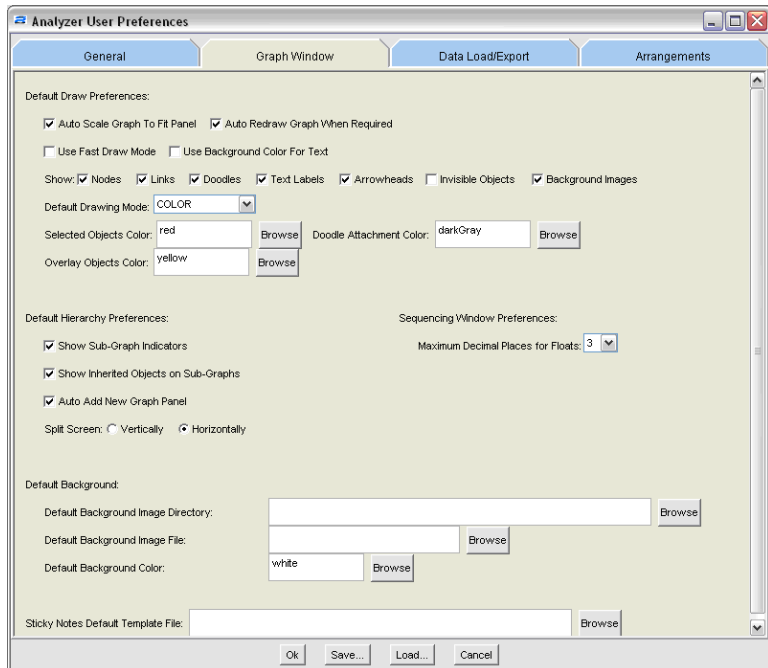 Analyzer User Preferences
General Graph Window Data Load/Export Arrangements
Default Draw Preferences:
Auto Scale Graph To Fit Panel Auto Redraw Graph When Required
Use Fast Draw Mode Use Background Color For Text
Show: Nodes Links Doodles Text Labels Arrowheads Invisible Objects Background Images
Default Drawing Mode: COLOR
Selected Objects Color: red Browse Doodle Attachment Color: darkGray Browse
Overlay Objects Color: yellow Browse
Default Hierarchy Preferences: Sequencing Window Preferences:
Show Sub-Graph Indicators Maximum Decimal Places for Floats: 3
Show Inherited Objects on Sub-Graphs
Auto Add New Graph Panel
Split Screen: Vertically Horizontally
Default Background:
Default Background Image Directory: Browse
Default Background Image File: Browse
Default Background Color: white Browse
Sticky Notes Default Template File: Browse
Ok Save... Load... Cancel